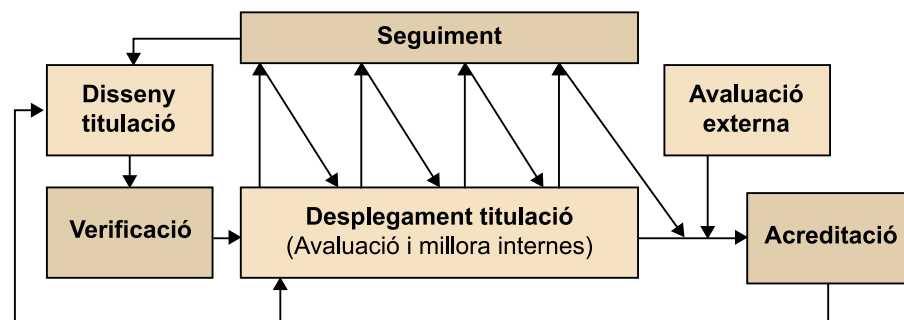 Seguiment
Disseny
titulació
Avaluació
externa
Verificació
Desplegament titulació
(Avaluació i millora internes)
Acreditació